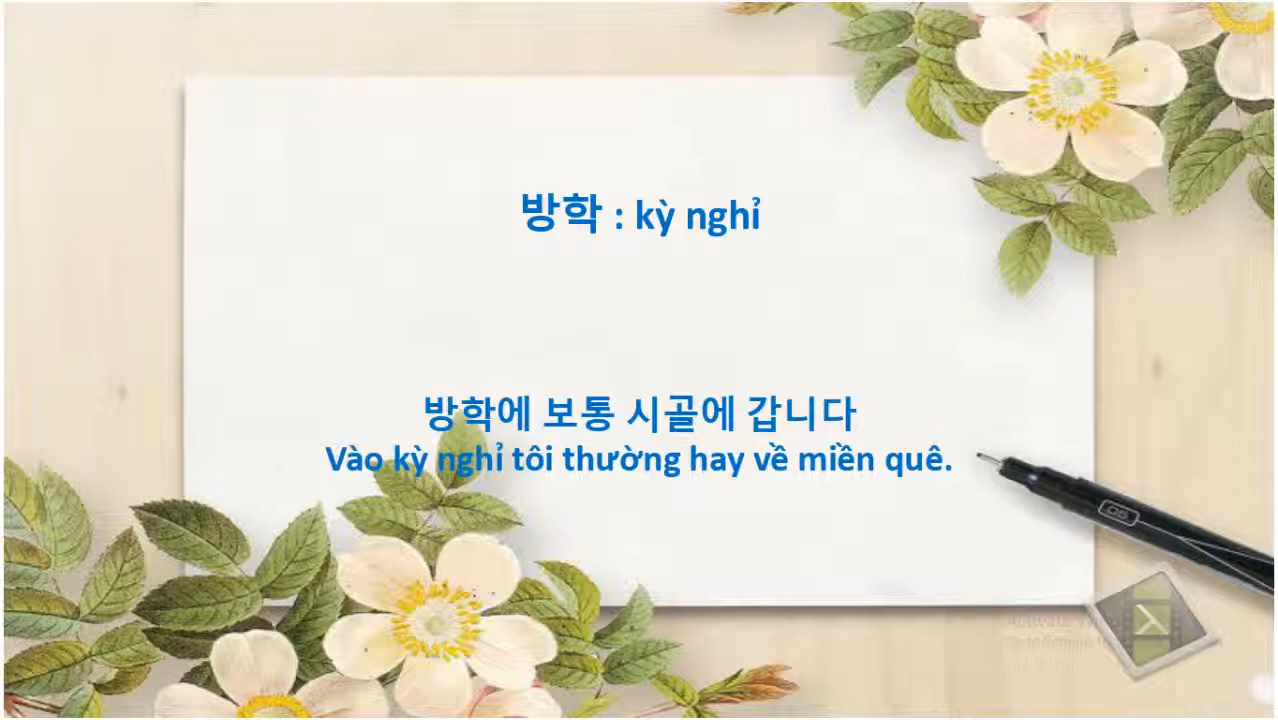 방학 : kỳ nghỉ
방학에 보통 시골에 갑니다
Vào kỳ nghỉ tôi thường hay về miền quê.
05